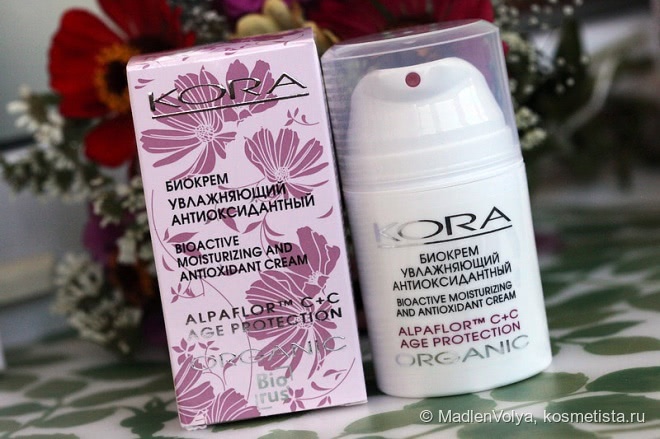 KORA
БИОКРЕМ
УВЛАЖНЯЮЩИЙ
АНТИОКСИДАНТНЫЙ
BIOACTIVE
MOISTURIZING AND
ANTIOXIDANT CREAM
ALPAFLOR™ C+C
AGE PROTECTION
ORGANIC
Bio
rus
KORA
БИОКРЕМ
УВЛАЖНЯЮЩИЙ
АНТИОКСИДАНТНЫЙ
BIOACTIVE MOISTURIZING
AND ANTIOXIDANT CREAM
ALPAFLOR™ C+C
AGE PROTECTION
ORGANIC
© MadlenVolya, kosmetista.ru